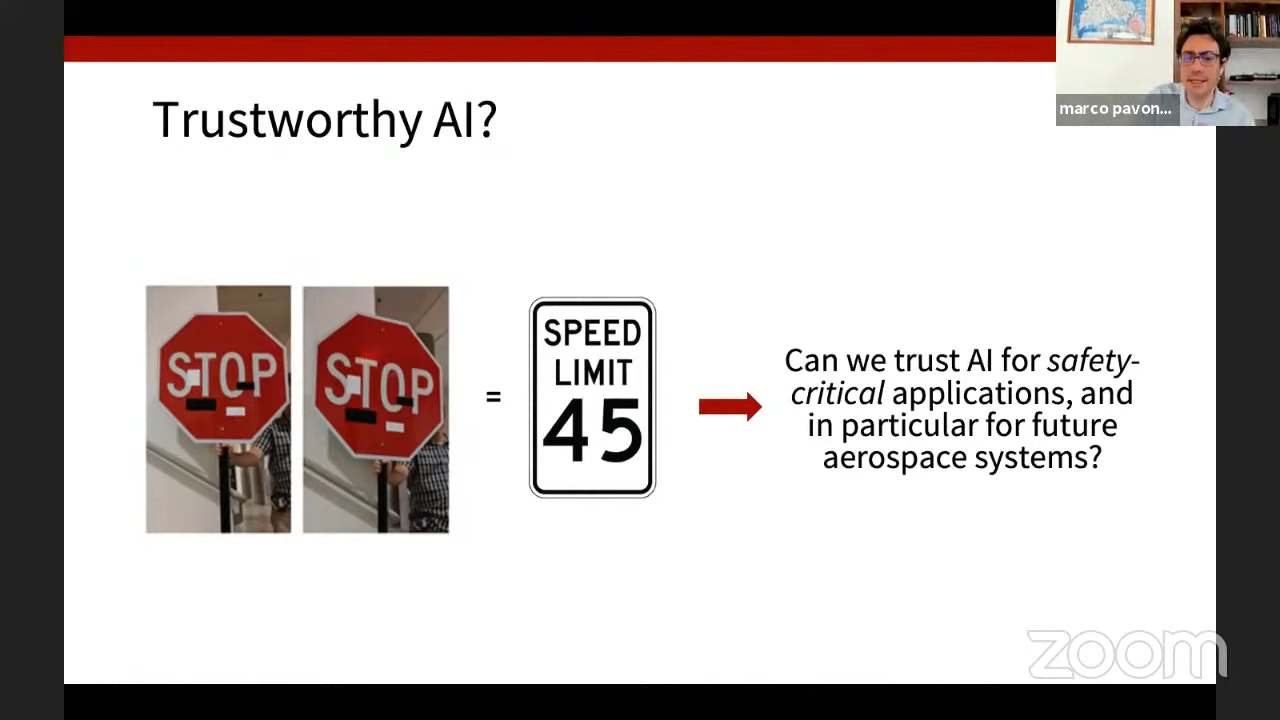 marco pavon...
Trustworthy AI?
STOP
STOP
=
SPEED
LIMIT
45
Can we trust AI for safety-
critical applications, and
in particular for future
aerospace systems?
zoom